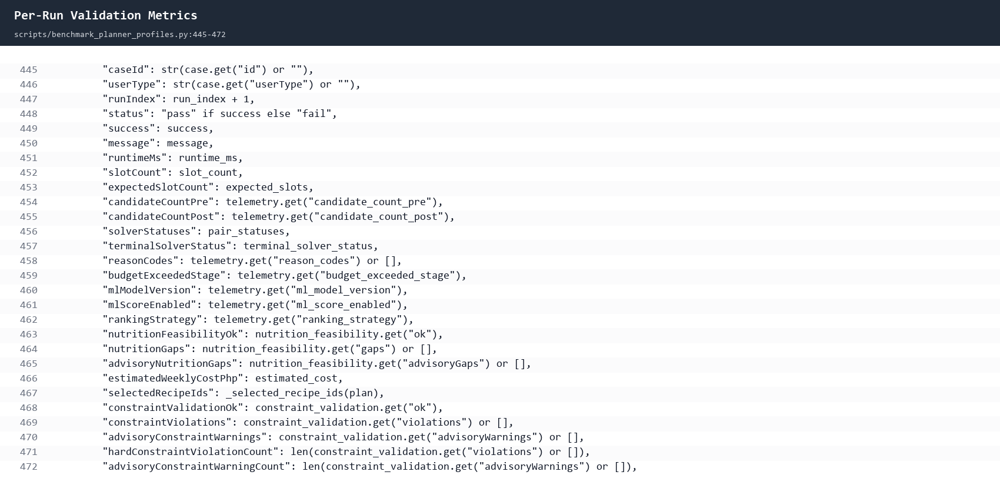 Per-Run Validation Metrics
scripts/benchmark_planner_profiles.py:445-472
445 "caseId": str(case.get("id") or ""),
446 "userType": str(case.get("userType") or ""),
447 "runIndex": run_index + 1,
448 "status": "pass" if success else "fail",
449 "success": success,
450 "message": message,
451 "runtimeMs": runtime_ms,
452 "slotCount": slot_count,
453 "expectedSlotCount": expected_slots,
454 "candidateCountPre": telemetry.get("candidate_count_pre"),
455 "candidateCountPost": telemetry.get("candidate_count_post"),
456 "solverStatuses": pair_statuses,
457 "terminalSolverStatus": terminal_solver_status,
458 "reasonCodes": telemetry.get("reason_codes") or [],
459 "budgetExceededStage": telemetry.get("budget_exceeded_stage"),
460 "mlModelVersion": telemetry.get("ml_model_version"),
461 "mlScoreEnabled": telemetry.get("ml_score_enabled"),
462 "rankingStrategy": telemetry.get("ranking_strategy"),
463 "nutritionFeasibilityOk": nutrition_feasibility.get("ok"),
464 "nutritionGaps": nutrition_feasibility.get("gaps") or [],
465 "advisoryNutritionGaps": nutrition_feasibility.get("advisoryGaps") or [],
466 "estimatedWeeklyCostPhp": estimated_cost,
467 "selectedRecipeIds": _selected_recipe_ids(plan),
468 "constraintValidationOk": constraint_validation.get("ok"),
469 "constraintViolations": constraint_validation.get("violations") or [],
470 "advisoryConstraintWarnings": constraint_validation.get("advisoryWarnings") or [],
471 "hardConstraintViolationCount": len(constraint_validation.get("violations") or []),
472 "advisoryConstraintWarningCount": len(constraint_validation.get("advisoryWarnings") or []),